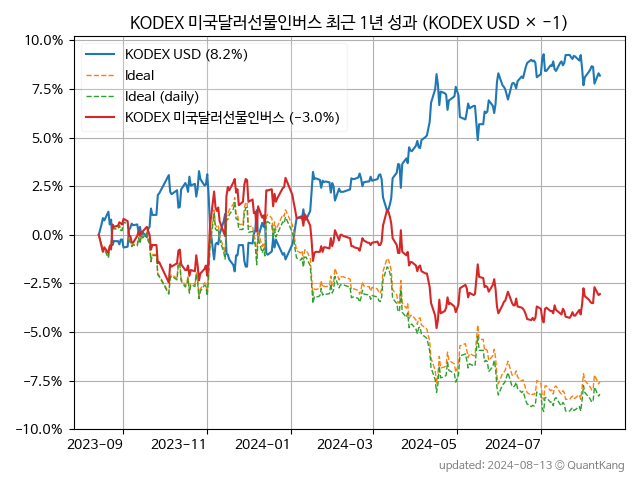 KODEX 미국달러선물인버스 최근 1년 성과 (KODEX USD × −1)
10.0%
7.5%
5.0%
2.5%
0.0%
−2.5%
−5.0%
−7.5%
−10.0%
KODEX USD (8.2%)
Ideal
Ideal (daily)
KODEX 미국달러선물인버스 (−3.0%)
2023-09 2023-11 2024-01 2024-03 2024-05 2024-07
updated: 2024-08-13 © QuantKang